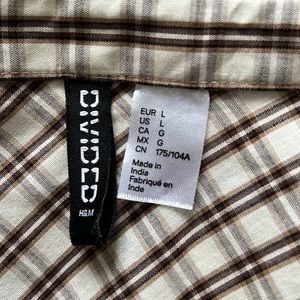 DIVIDED
H&M
EUR L
US L
CA G
MX G
CN 175/104A
Made in
India
Fabriqué en
Inde